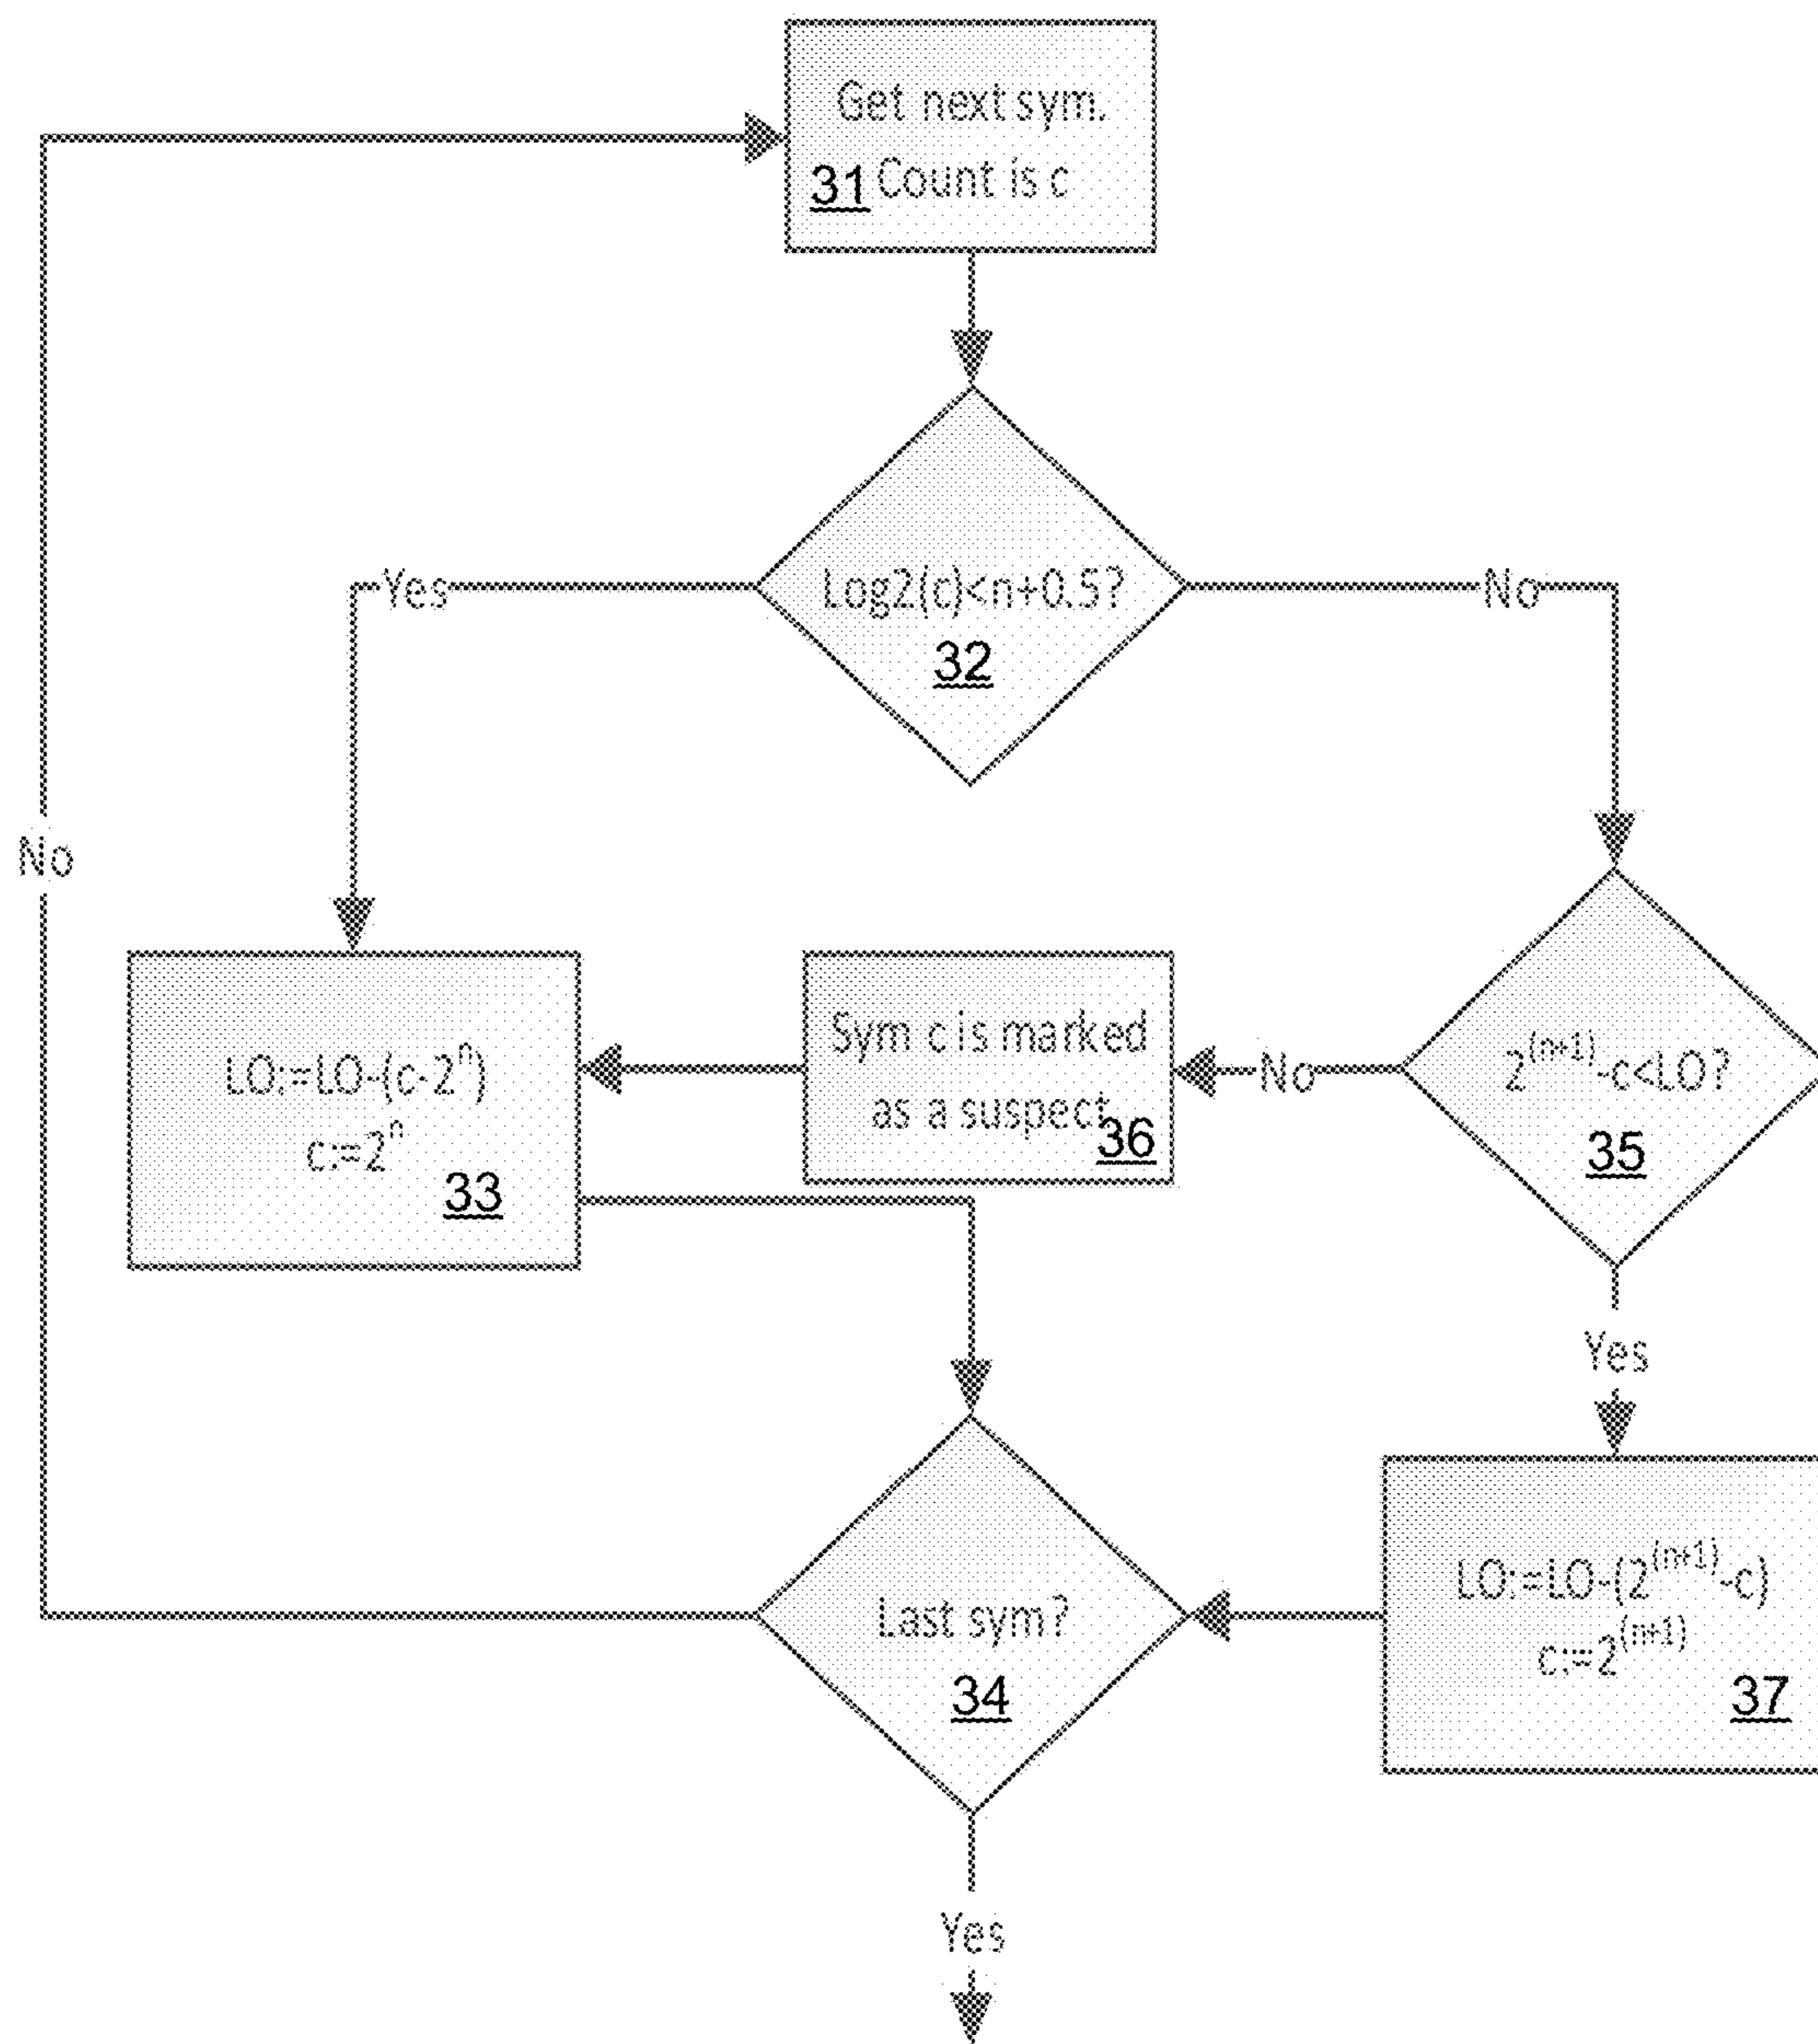 Get next sym.
31 Count is c
Log2(c)<n+0.5?
32
Yes
No
No
LO:=LO-(c-2^n)
c:=2^n
33
Sym c is marked
as a suspect
36
No
2^(n+1)-c<LO?
35
Yes
Last sym?
34
LO:=LO-(2^(n+1)-c)
c:=2^(n+1)
37
Yes